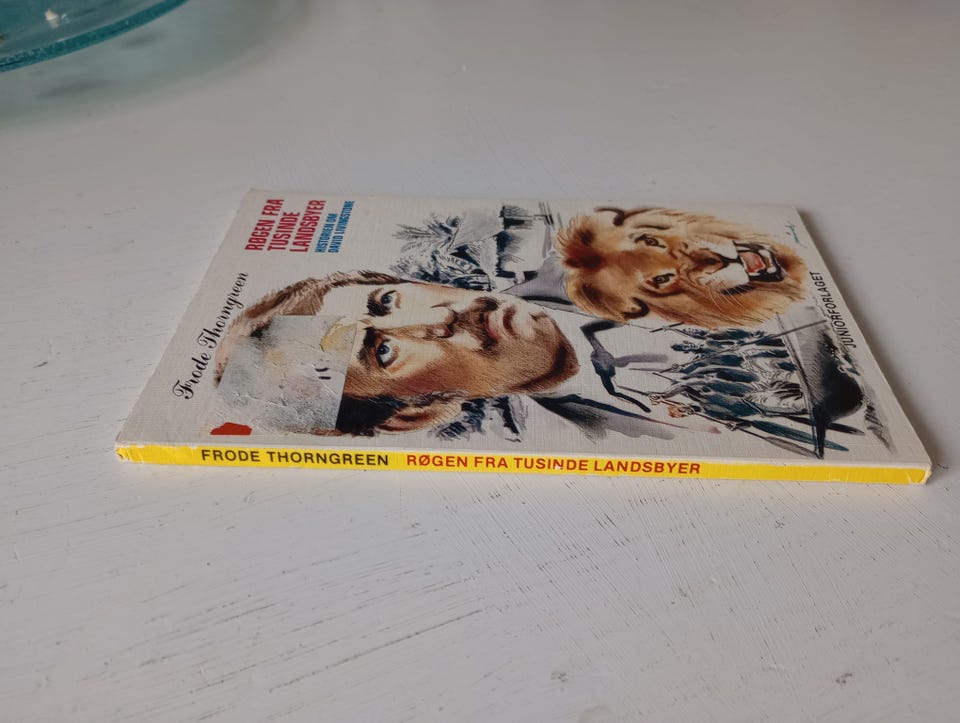 Frode Thorngreen
RØGEN FRA
TUSINDE
LANDSBYER
HISTORIEN OM
DAVID LIVINGSTONE
JUNIORFORLAGET
FRODE THORNGREEN RØGEN FRA TUSINDE LANDSBYER